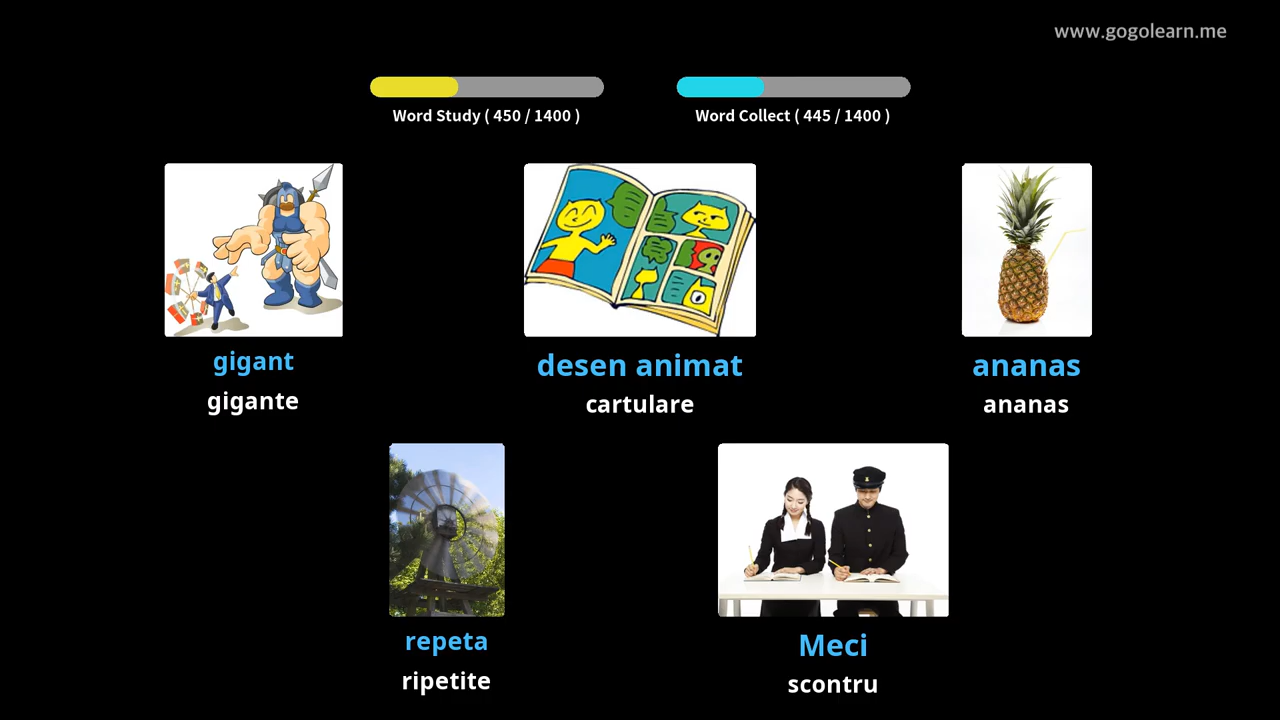 www.gogolearn.me
Word Study ( 450 / 1400 )
Word Collect ( 445 / 1400 )
gigant
gigante
desen animat
cartulare
ananas
ananas
repeta
ripetite
Meci
scontru